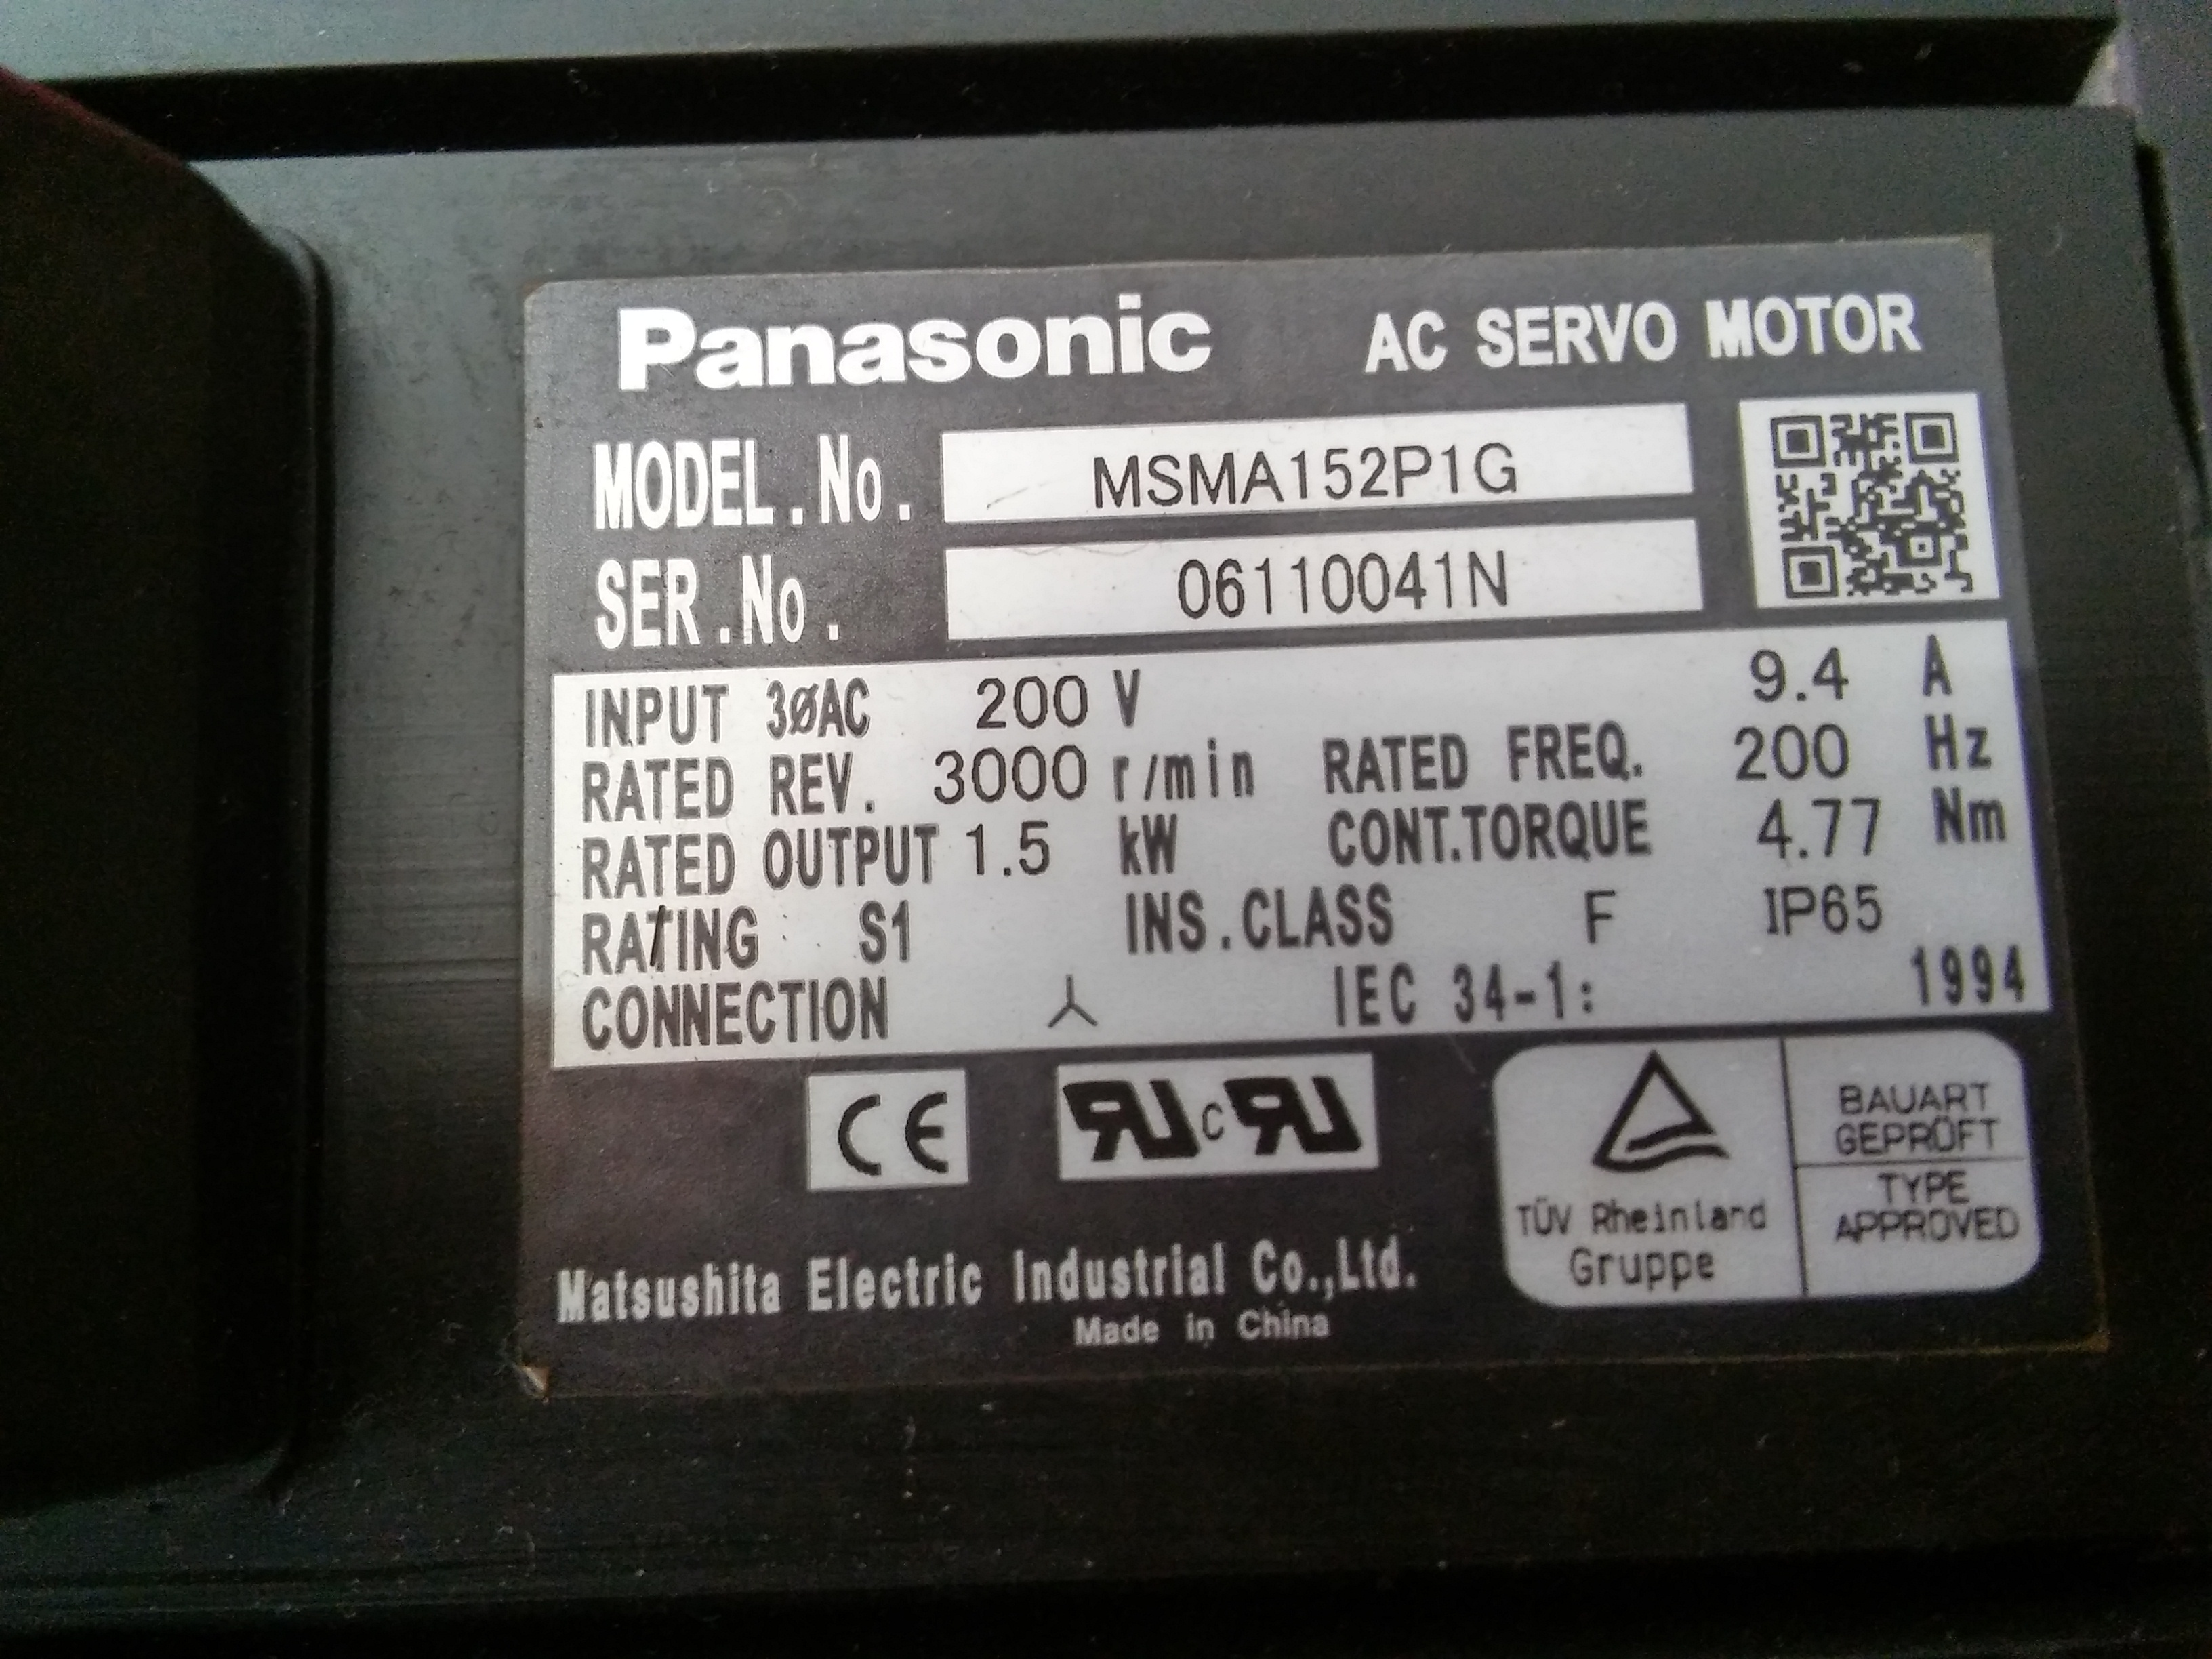 Panasonic AC SERVO MOTOR
MODEL.No. MSMA152P1G
SER.No. 06110041N
INPUT 3øAC 200 V 9.4 A
RATED REV. 3000 r/min RATED FREQ. 200 Hz
RATED OUTPUT 1.5 kW CONT.TORQUE 4.77 Nm
RATING S1 INS.CLASS F IP65
CONNECTION IEC 34-1: 1994
CE RU c RU
BAUART
GEPRÜFT
TYPE
APPROVED
TÜV Rheinland
Gruppe
Matsushita Electric Industrial Co.,Ltd.
Made in China